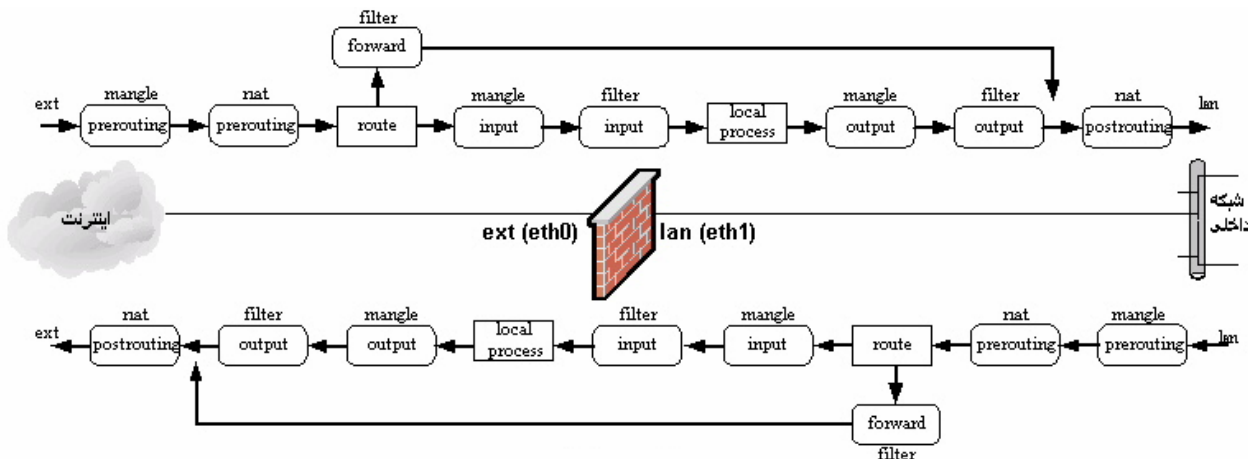 filter
forward
ext
mangle
prerouting
nat
prerouting
route
mangle
input
filter
input
local
process
mangle
output
filter
output
nat
postrouting
lan
اینترنت
ext (eth0)
lan (eth1)
شبکه
داخلی
ext
nat
postrouting
filter
output
mangle
output
local
process
filter
input
mangle
input
route
nat
prerouting
mangle
prerouting
lan
forward
filter